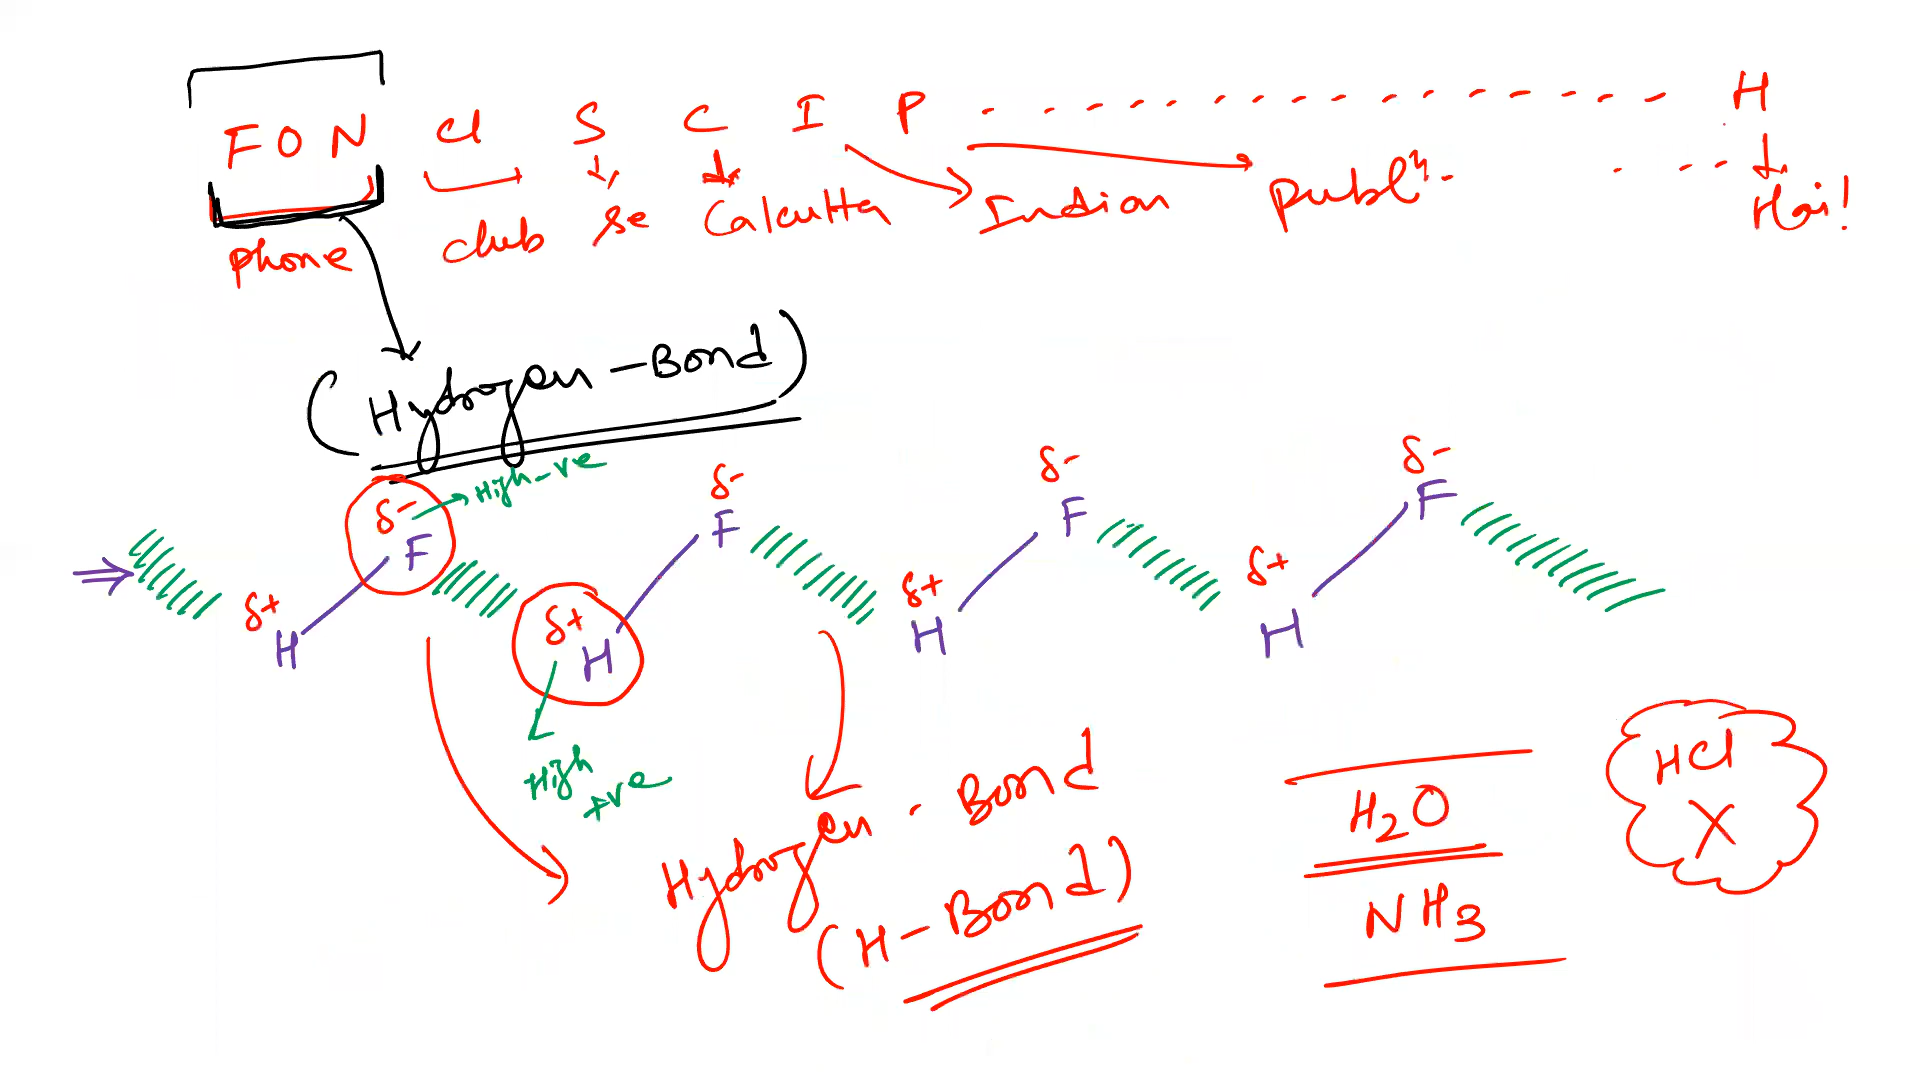 F O N Cl S C I P - - - - - - - - - - - - - - - - - H
phone club se Calcutta Indian Publⁿ. . . . . Hai!
(Hydrogen-Bond)
δ- → High-ve δ- δ- δ-
F F F F
δ+ δ+ δ+ δ+
H H H H
High +ve
Hydrogen - Bond
(H-Bond)
H2O
NH3
HCl
X